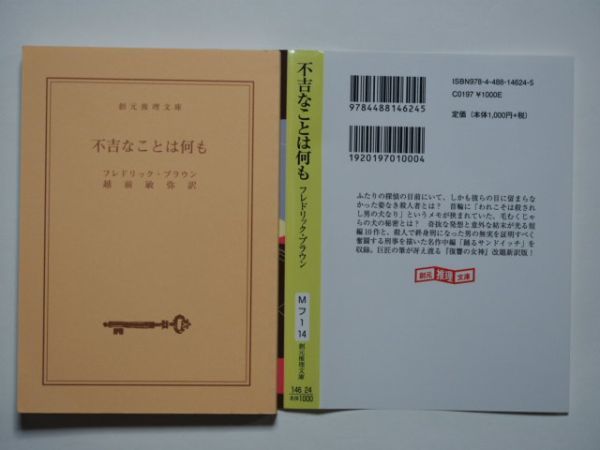 創元推理文庫
不吉なことは何も
フレドリック・ブラウン
越前敏弥訳
不吉なことは何も
フレドリック・ブラウン
M
フ
1
14
創元推理文庫
146 24
本体1000
9784488146245
1920197010004
ISBN978-4-488-14624-5
C0197 ¥1000E
定価（本体1,000円+税）
ふたりの探偵の目前にいて、しかも彼らの目に留まらな
かった姿なき殺人者とは？　首輪に「われこそは殺され
し男の犬なり」というメモが挟まれていた、毛むくじゃ
らの犬の秘密とは？　奇抜な発想と意外な結末が光る短
編10作と、殺人で終身刑になった男の無実を証明すべく
奮闘する刑事を描いた名作中編「踊るサンドイッチ」を
収録。巨匠の筆が冴え渡る『復讐の女神』改題新訳版！
創元
推理
文庫